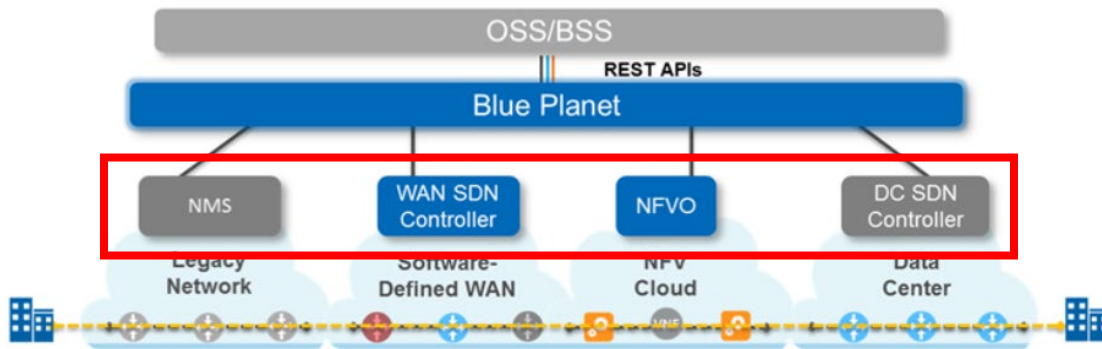 OSS/BSS
REST APIs
Blue Planet
NMS
WAN SDN
Controller
NFVO
DC SDN
Controller
Legacy
Network
Software-
Defined WAN
NFV
Cloud
Data
Center
VNF